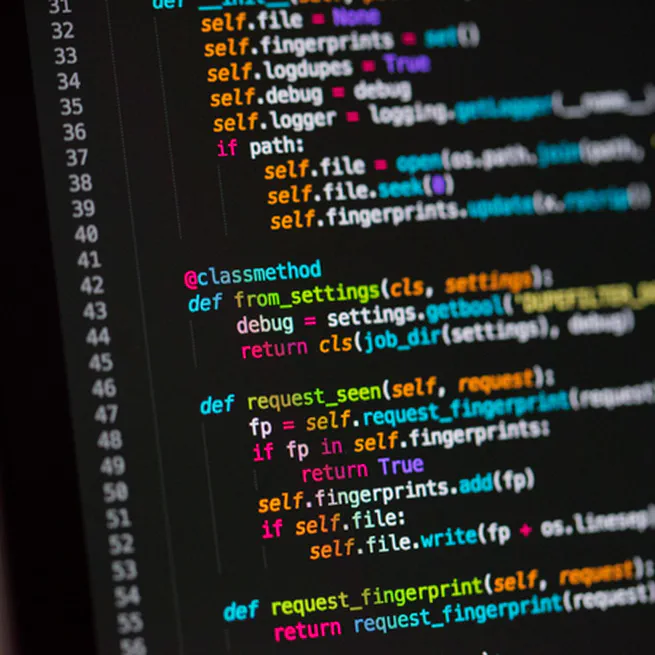 31 def __init__(self,
32 self.file = None
33 self.fingerprints = set()
34 self.logdupes = True
35 self.debug = debug
36 self.logger = logging.getLogger(__name__)
37 if path:
38 self.file = open(os.path.join(path,
39 self.file.seek(0)
40 self.fingerprints.update(x.rstrip()
41
42 @classmethod
43 def from_settings(cls, settings):
44 debug = settings.getbool(
45 return cls(job_dir(settings), debug)
46
47 def request_seen(self, request):
48 fp = self.request_fingerprint(request
49 if fp in self.fingerprints:
50 return True
51 self.fingerprints.add(fp)
52 if self.file:
53 self.file.write(fp + os.linesep)
54
55 def request_fingerprint(self, request):
56 return request_fingerprint(request)